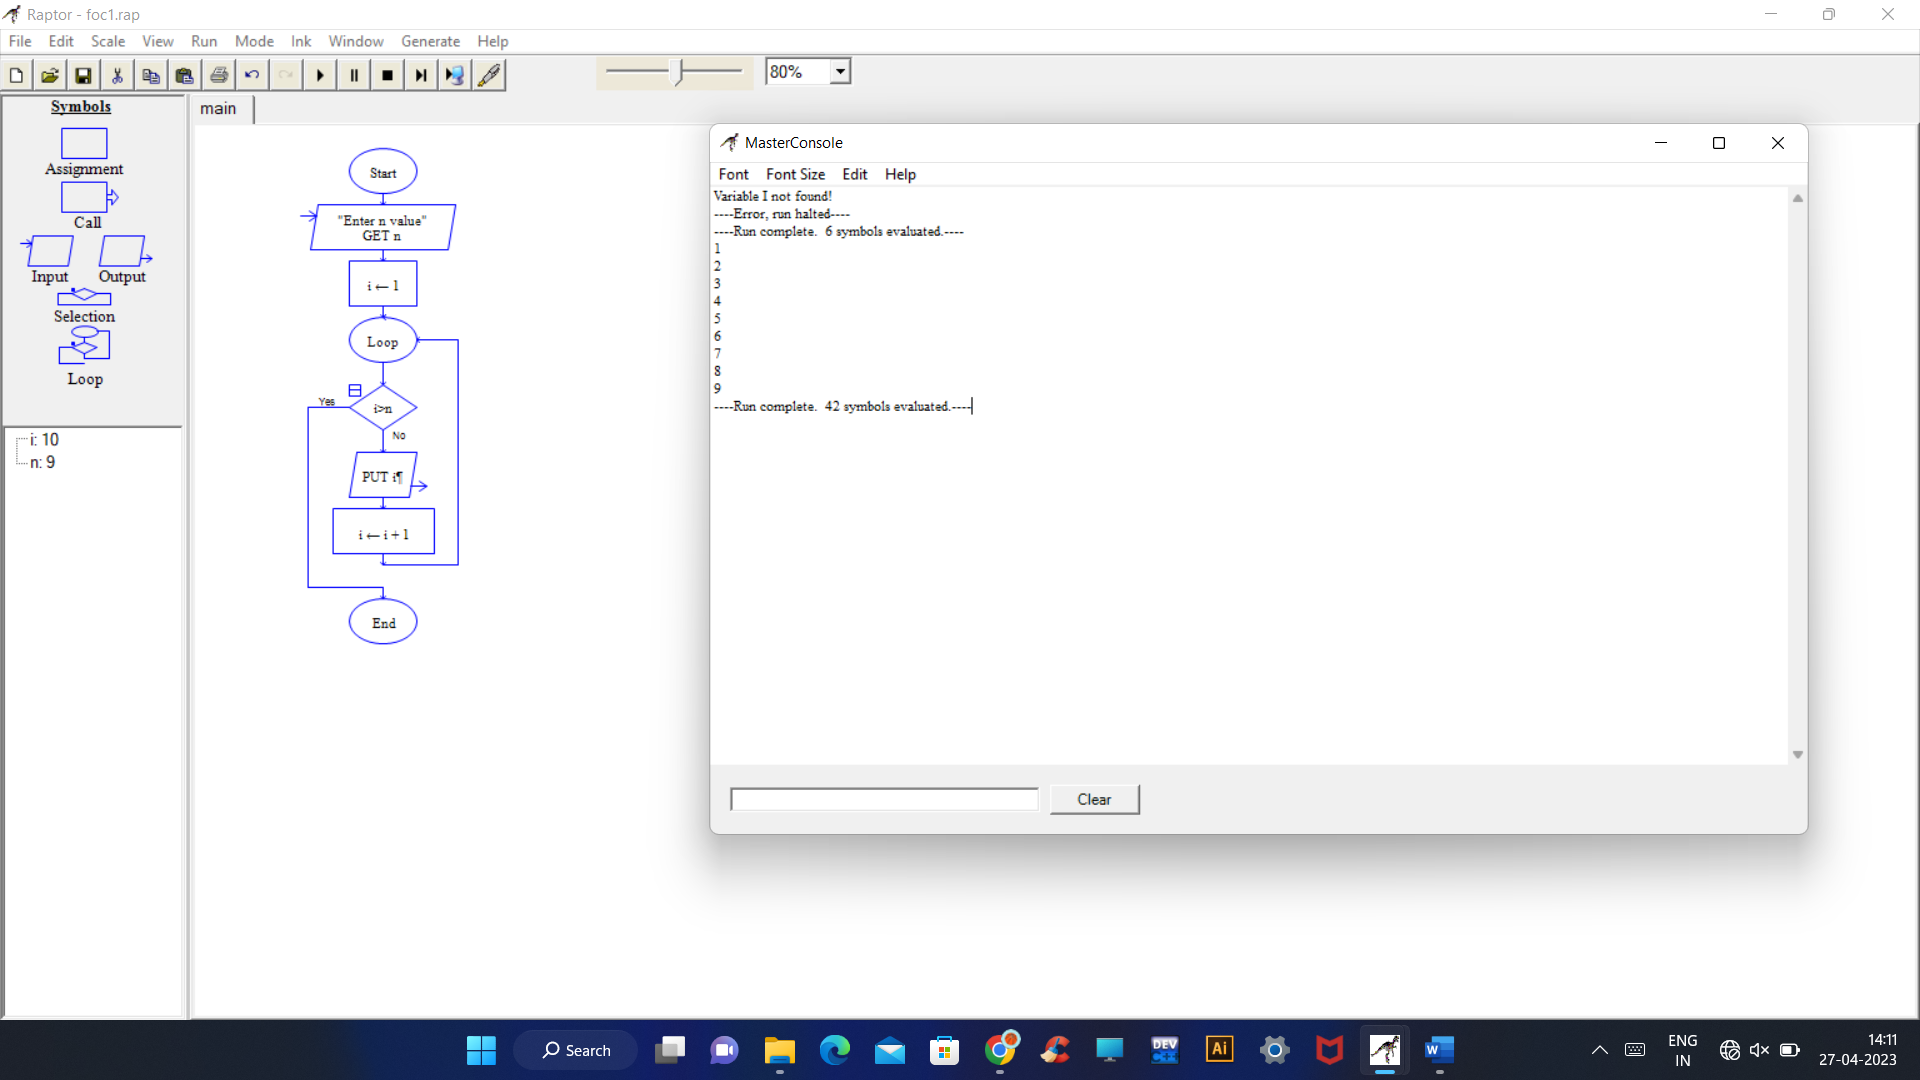 Raptor - foc1.rap
File Edit Scale View Run Mode Ink Window Generate Help
80%
Symbols
Assignment
Call
Input Output
Selection
Loop
i: 10
n: 9
main
Start
"Enter n value"
GET n
i ← 1
Loop
Yes
i>n
No
PUT i¶
i ← i + 1
End
MasterConsole
Font Font Size Edit Help
Variable I not found!
----Error, run halted----
----Run complete.  6 symbols evaluated.----
1
2
3
4
5
6
7
8
9
----Run complete.  42 symbols evaluated.----
Clear
Search
DEV
C++
Ai
W
ENG
IN
14:11
27-04-2023